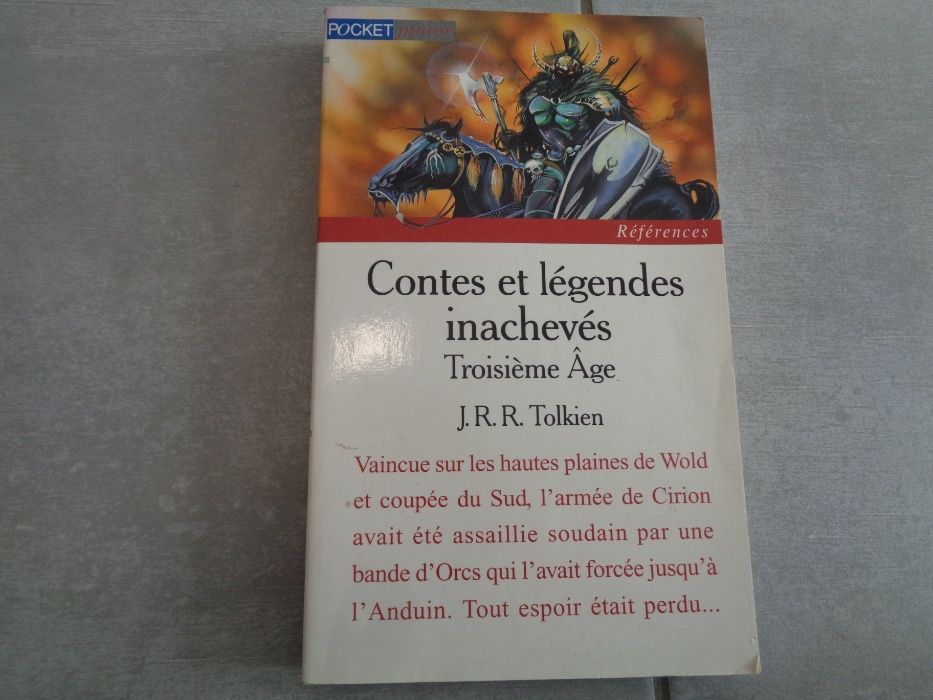 POCKET junior
Références
Contes et légendes
inachevés
Troisième Âge
J. R. R. Tolkien
Vaincue sur les hautes plaines de Wold
et coupée du Sud, l'armée de Cirion
avait été assaillie soudain par une
bande d'Orcs qui l'avait forcée jusqu'à
l'Anduin. Tout espoir était perdu...